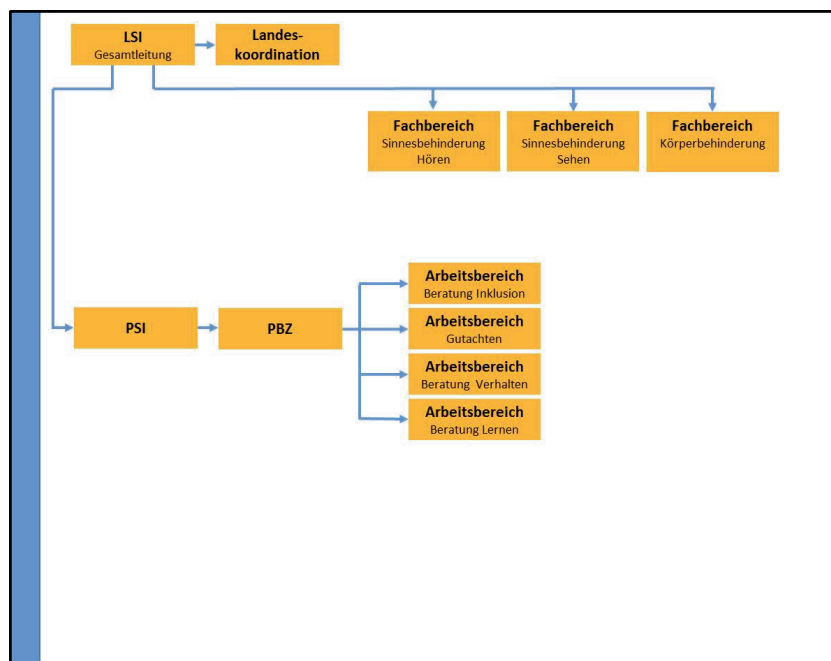 LSI
Gesamtleitung
Landes-
koordination
Fachbereich
Sinnesbehinderung
Hören
Fachbereich
Sinnesbehinderung
Sehen
Fachbereich
Körperbehinderung
PSI
PBZ
Arbeitsbereich
Beratung Inklusion
Arbeitsbereich
Gutachten
Arbeitsbereich
Beratung Verhalten
Arbeitsbereich
Beratung Lernen